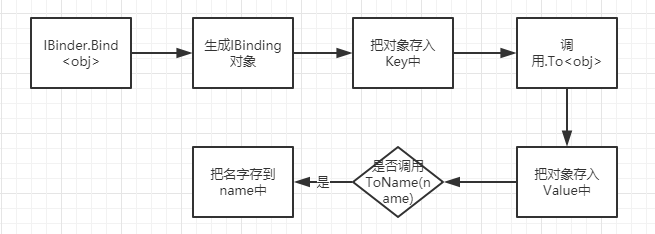 IBinder.Bind
<obj>
生成IBinding
对象
把对象存入
Key中
调
用.To<obj>
把对象存入
Value中
是否调用
ToName(n
ame)
是
把名字存到
name中